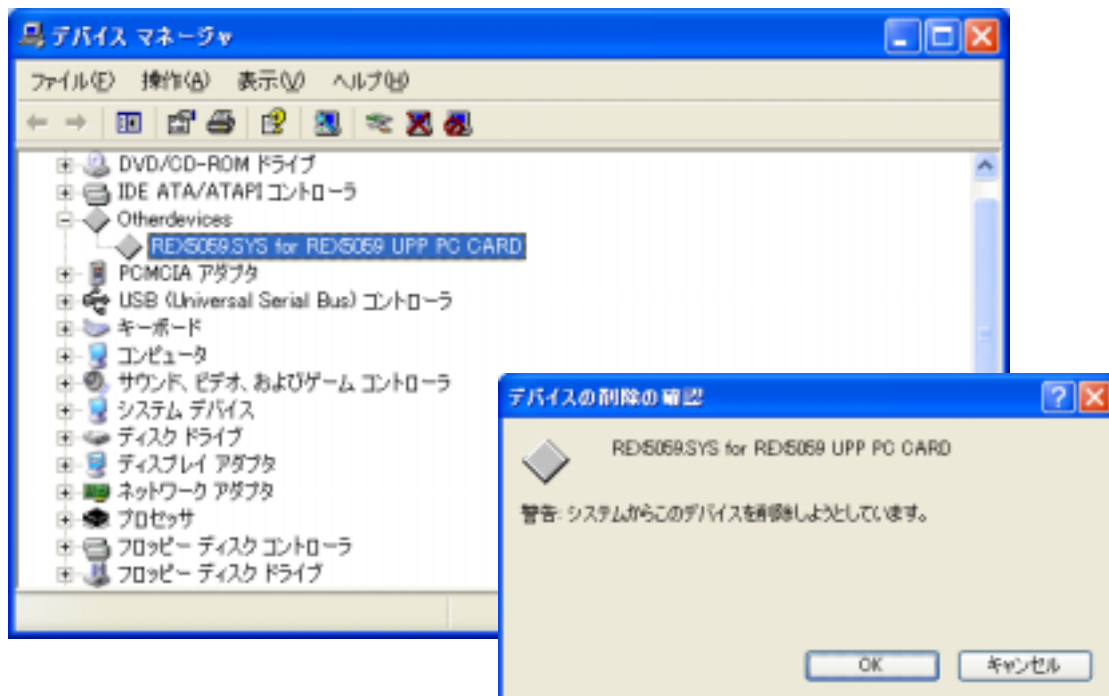 デバイス マネージャ
ファイル(F) 操作(A) 表示(V) ヘルプ(H)
DVD/CD-ROM ドライブ
IDE ATA/ATAPI コントローラ
Otherdevices
REX5059.SYS for REX5059 UPP PC CARD
PCMCIA アダプタ
USB (Universal Serial Bus) コントローラ
キーボード
コンピュータ
サウンド、ビデオ、およびゲーム コントローラ
システム デバイス
ディスク ドライブ
ディスプレイ アダプタ
ネットワーク アダプタ
プロセッサ
フロッピー ディスク コントローラ
フロッピー ディスク ドライブ
デバイスの削除の確認
REX5059.SYS for REX5059 UPP PC CARD
警告: システムからこのデバイスを削除しようとしています。
OK キャンセル